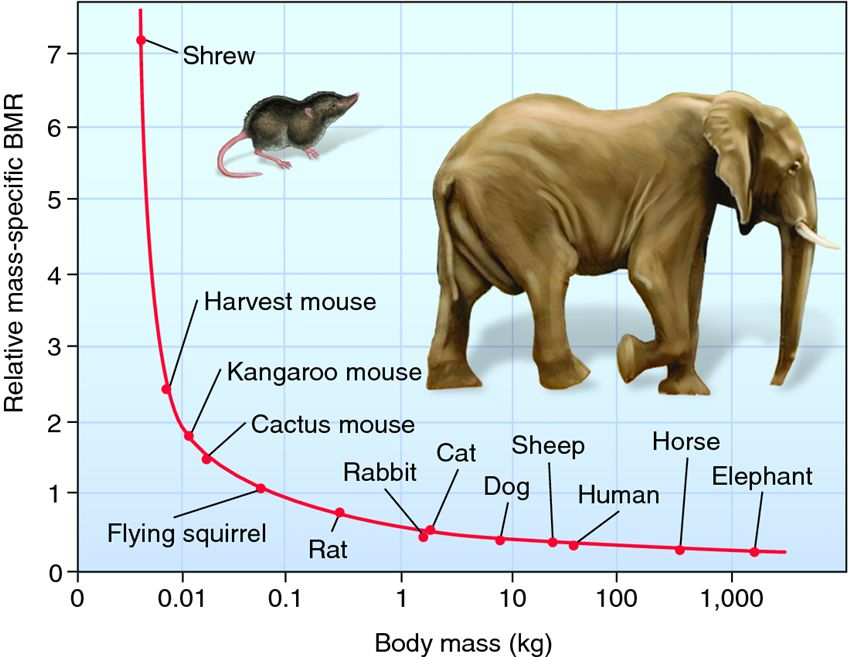 Relative mass-specific BMR
7
6
5
4
3
2
1
0
Shrew
Harvest mouse
Kangaroo mouse
Cactus mouse
Flying squirrel
Rat
Rabbit
Cat
Dog
Sheep
Human
Horse
Elephant
0 0.01 0.1 1 10 100 1,000
Body mass (kg)